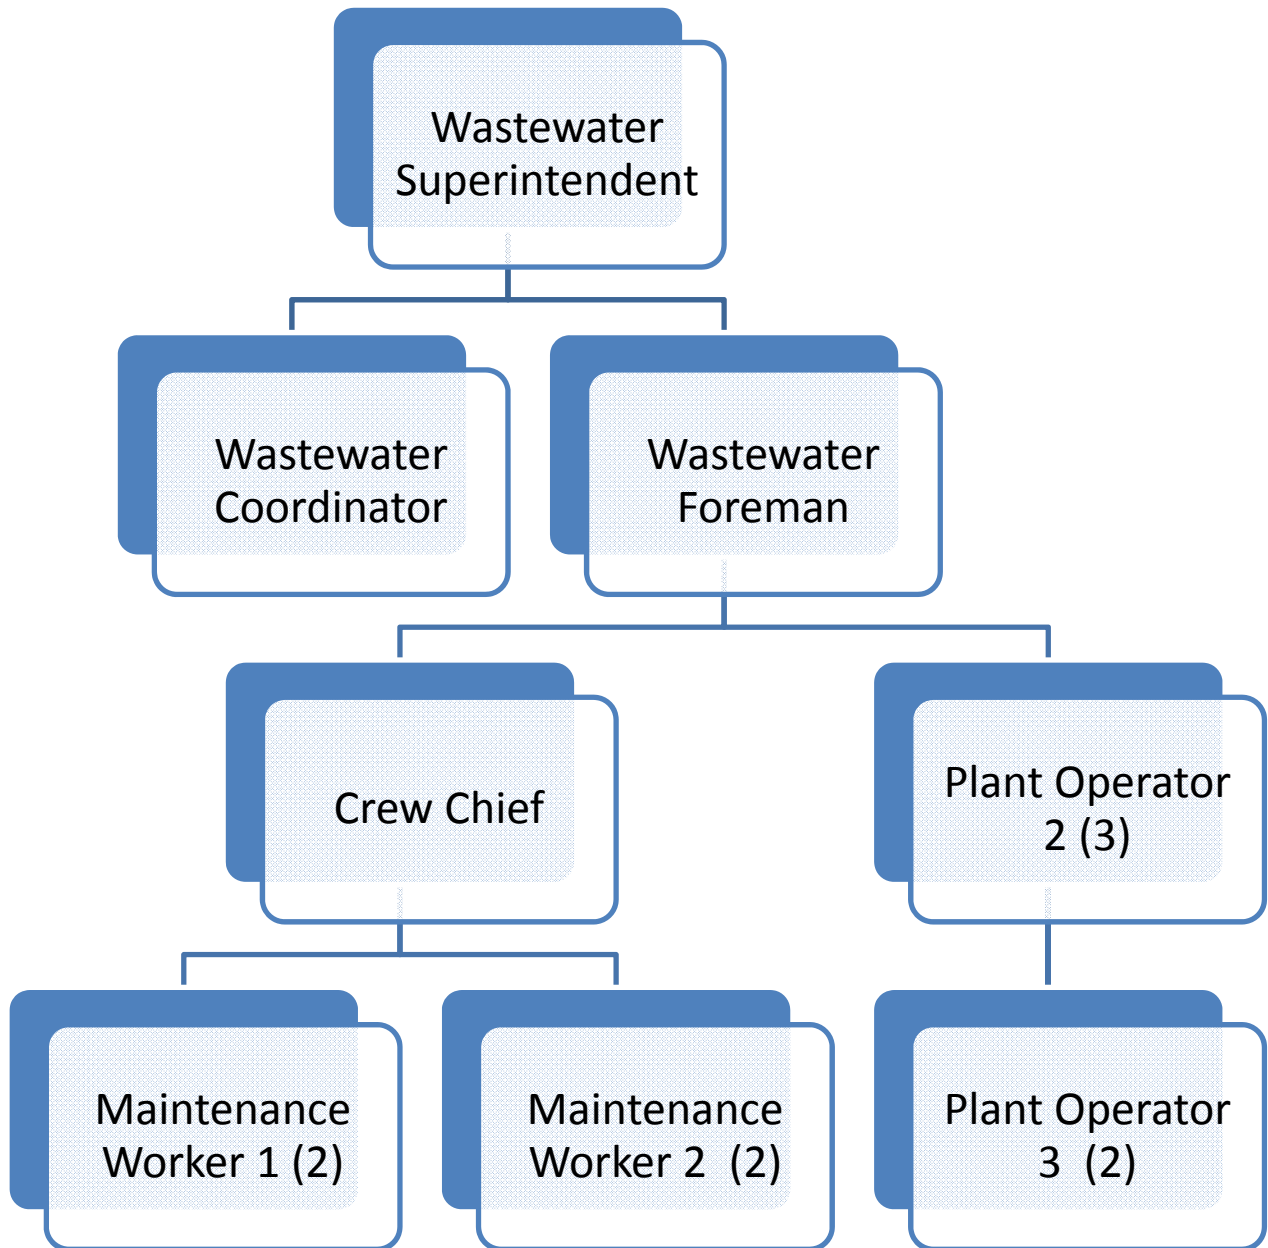 Wastewater
Superintendent
Wastewater
Coordinator
Wastewater
Foreman
Crew Chief
Plant Operator
2 (3)
Maintenance
Worker 1 (2)
Maintenance
Worker 2  (2)
Plant Operator
3  (2)